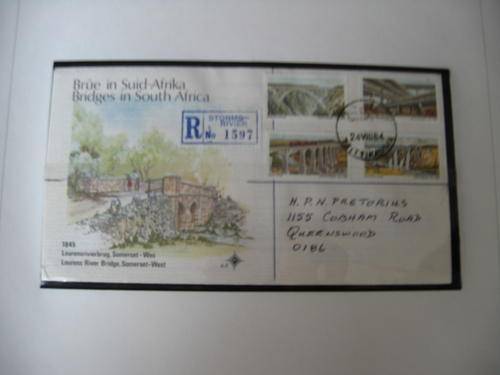 Brüe in Suid-Afrika
Bridges in South Africa
R
STORMS-
RIVIER
No 1597
24 VIII 84
H. P. N. PRETORIUS
1155 COBHAM ROAD
QUEENSWOOD
0186
1845
Lourensrivierbrug, Somerset-Wes
Lourens River Bridge, Somerset-West